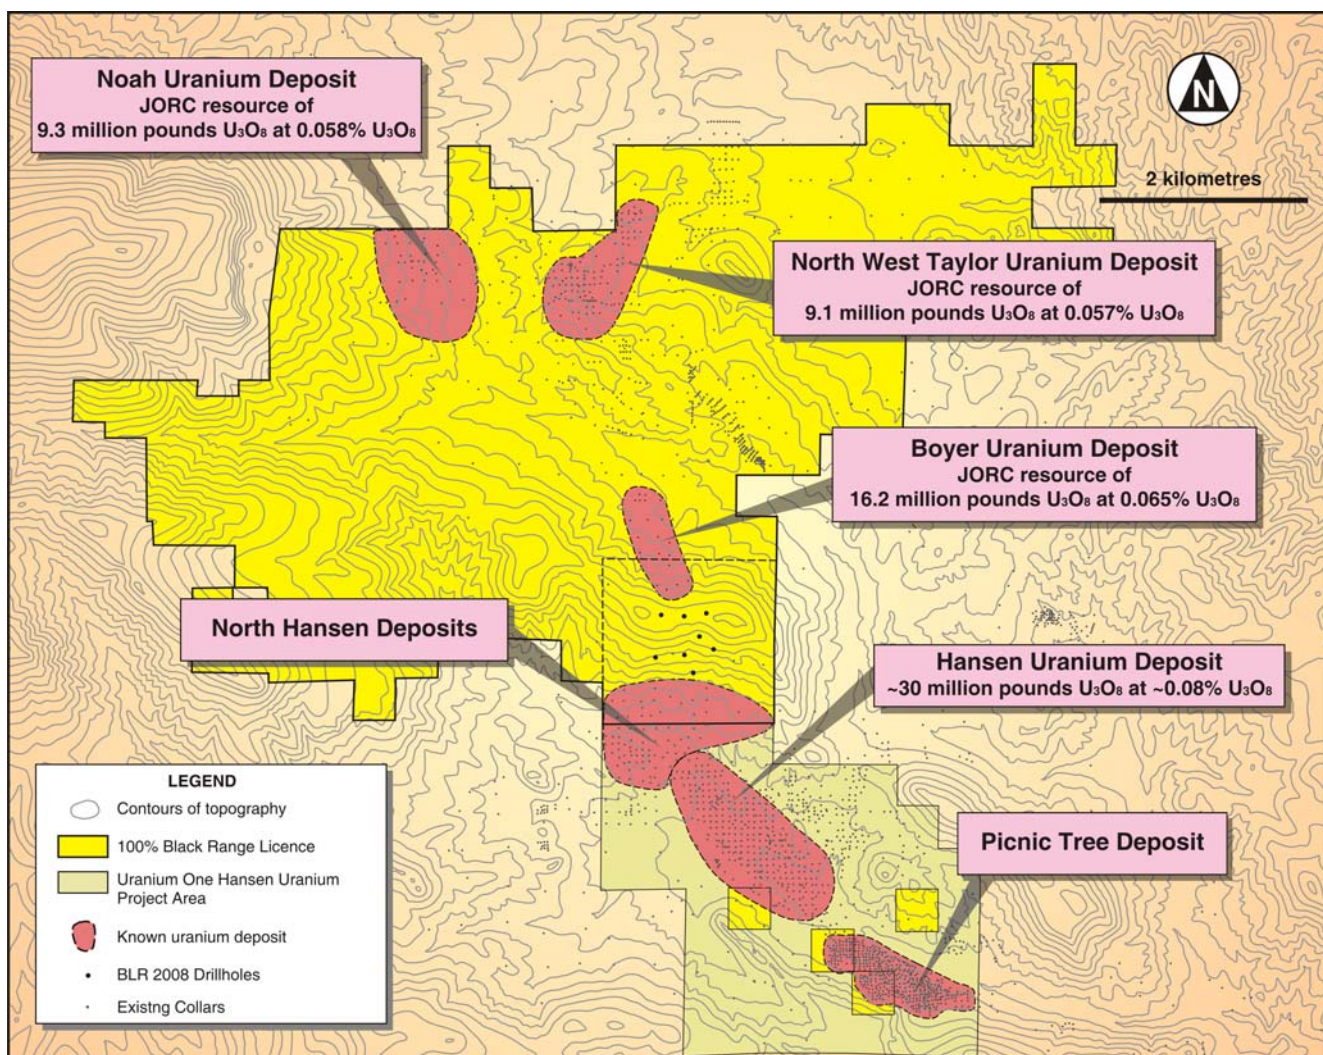 Noah Uranium Deposit
JORC resource of
9.3 million pounds U₃O₈ at 0.058% U₃O₈
N
2 kilometres
North West Taylor Uranium Deposit
JORC resource of
9.1 million pounds U₃O₈ at 0.057% U₃O₈
Boyer Uranium Deposit
JORC resource of
16.2 million pounds U₃O₈ at 0.065% U₃O₈
North Hansen Deposits
Hansen Uranium Deposit
~30 million pounds U₃O₈ at ~0.08% U₃O₈
Picnic Tree Deposit
LEGEND
Contours of topography
100% Black Range Licence
Uranium One Hansen Uranium
Project Area
Known uranium deposit
BLR 2008 Drillholes
Existng Collars